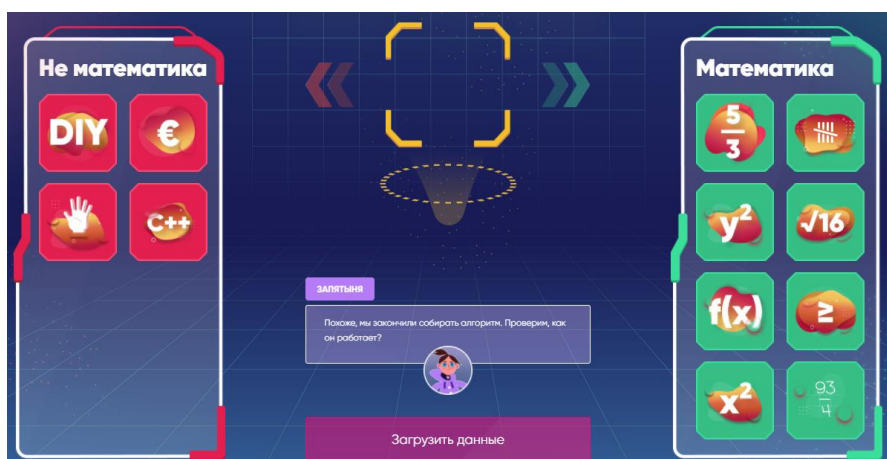 Не математика
DIY
€
C++
ЗАПЯТЫНЯ
Похоже, мы закончили собирать алгоритм. Проверим, как
он работает?
Загрузить данные
Математика
5
3
y²
√16
f(x)
≥
x²
93
4